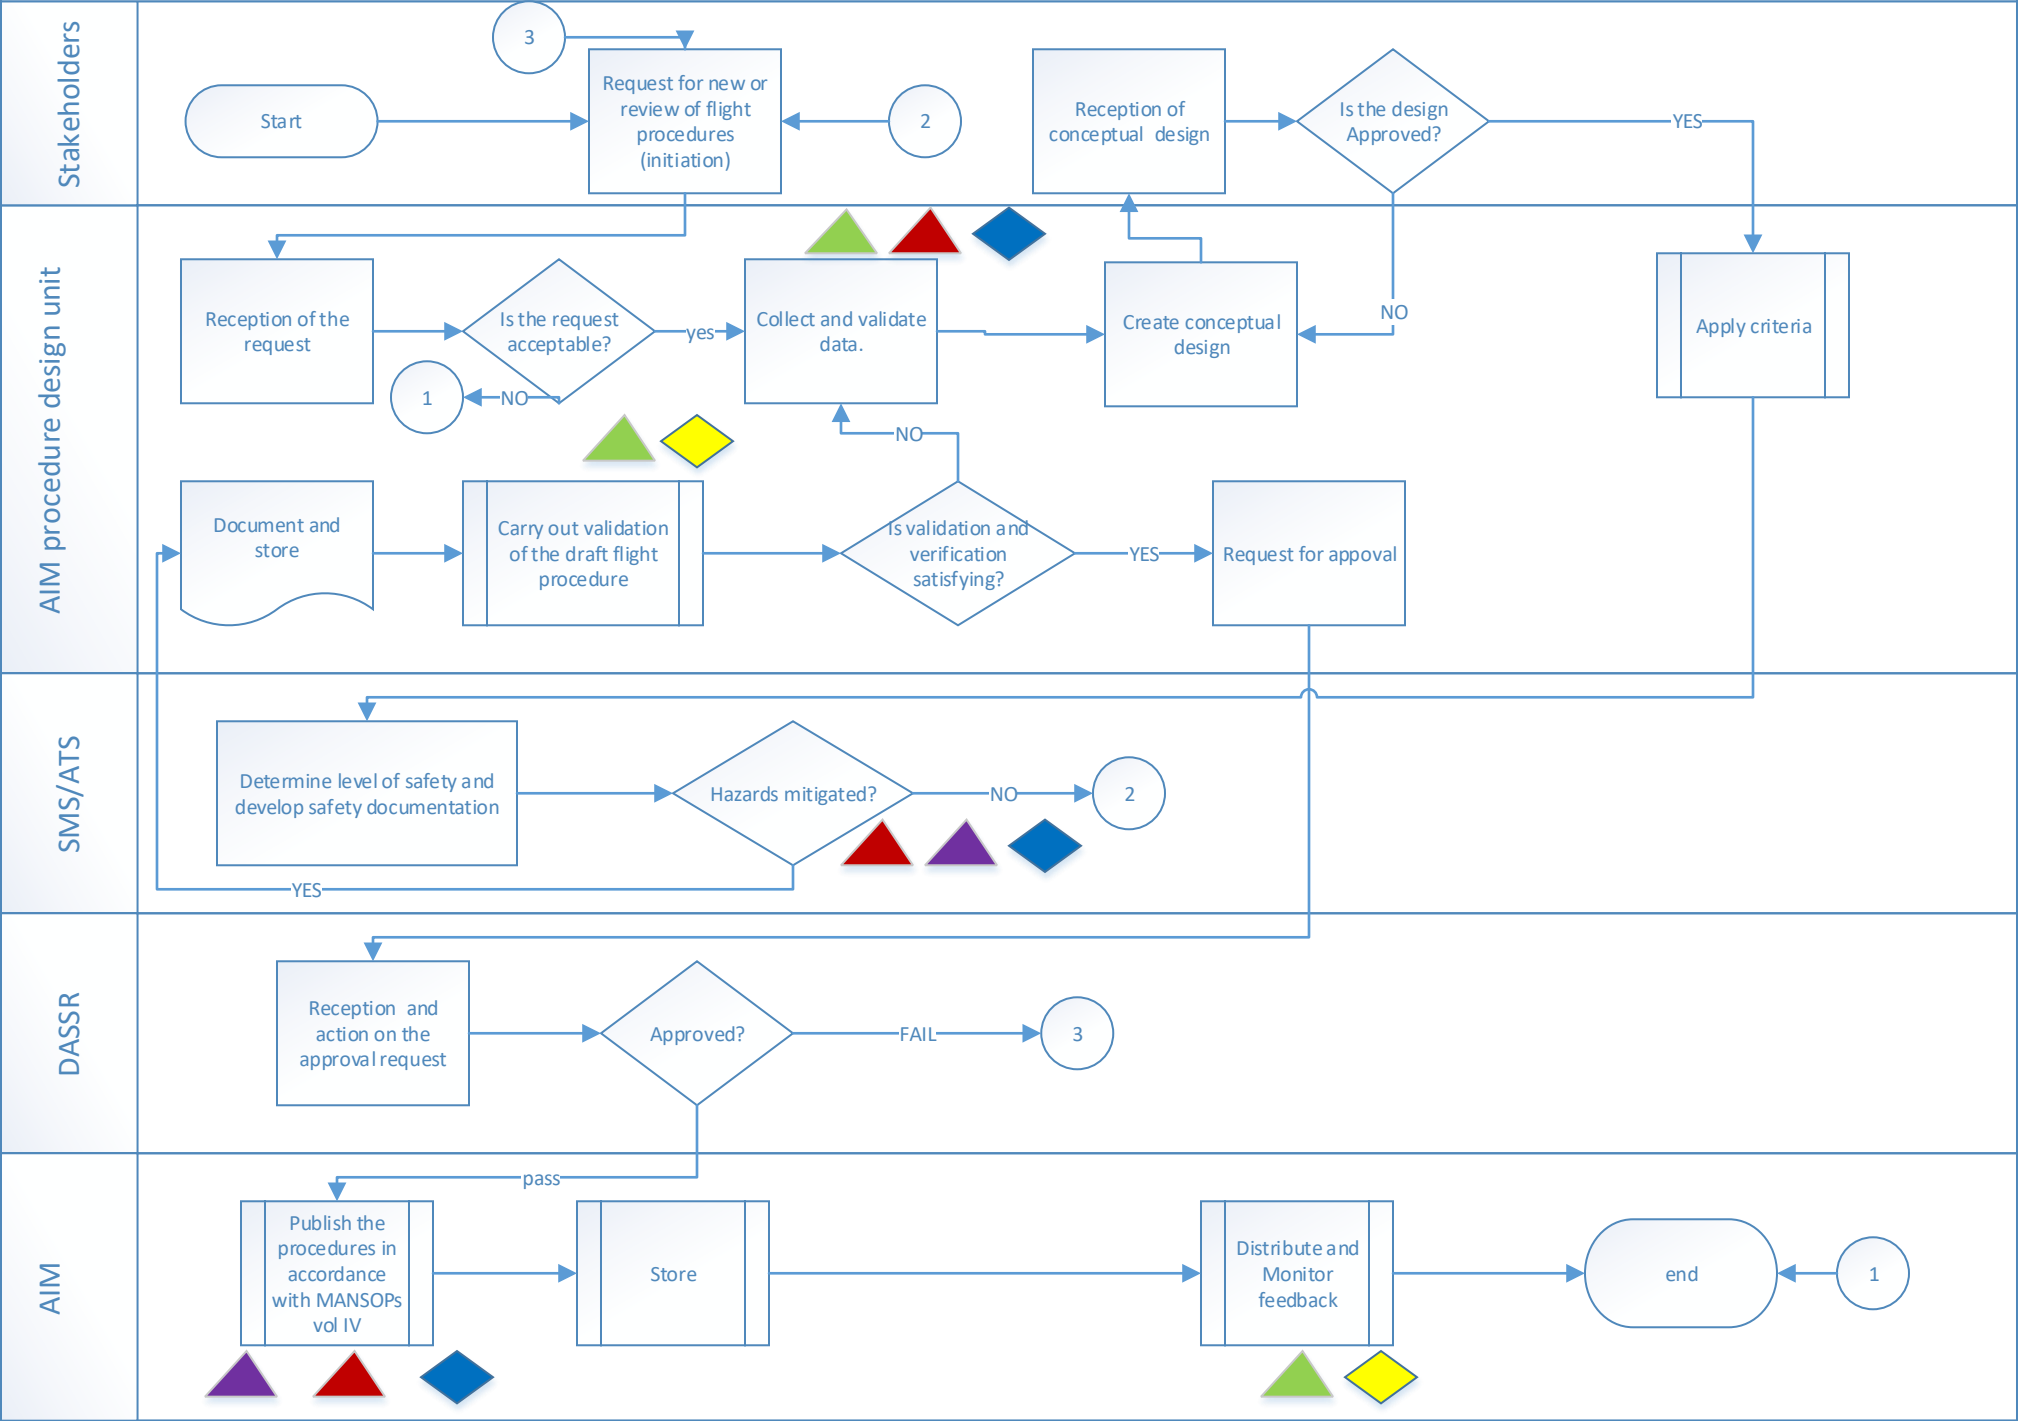 Stakeholders
3
Start
Request for new or
review of flight
procedures
(initiation)
2
Reception of
conceptual design
Is the design
Approved?
YES
AIM procedure design unit
Reception of the
request
Is the request
acceptable?
yes
NO
1
Collect and validate
data.
Create conceptual
design
NO
Apply criteria
Document and
store
Carry out validation
of the draft flight
procedure
NO
Is validation and
verification
satisfying?
YES
Request for appoval
SMS/ATS
Determine level of safety and
develop safety documentation
Hazards mitigated?
NO
2
YES
DASSR
Reception and
action on the
approval request
Approved?
FAIL
3
AIM
pass
Publish the
procedures in
accordance
with MANSOPs
vol IV
Store
Distribute and
Monitor
feedback
end
1